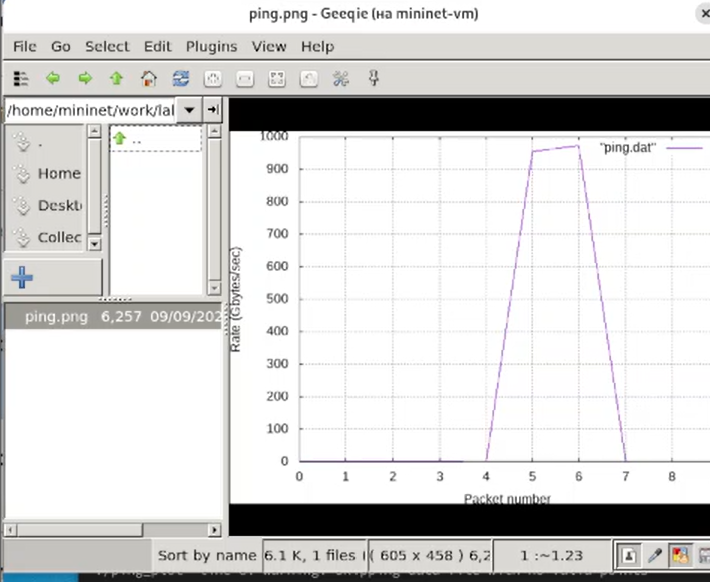 ping.png - Geeqie (на mininet-vm)
File Go Select Edit Plugins View Help
/home/mininet/work/lal
.
..
Home
Deskt
Collec
ping.png 6,257 09/09/202
1000
900
800
700
600
500
400
300
200
100
0
Rate (Gbytes/sec)
"ping.dat"
0 1 2 3 4 5 6 7 8
Packet number
Sort by name 6.1 K, 1 files ( ( 605 x 458 ) 6,2 1 :~1.23